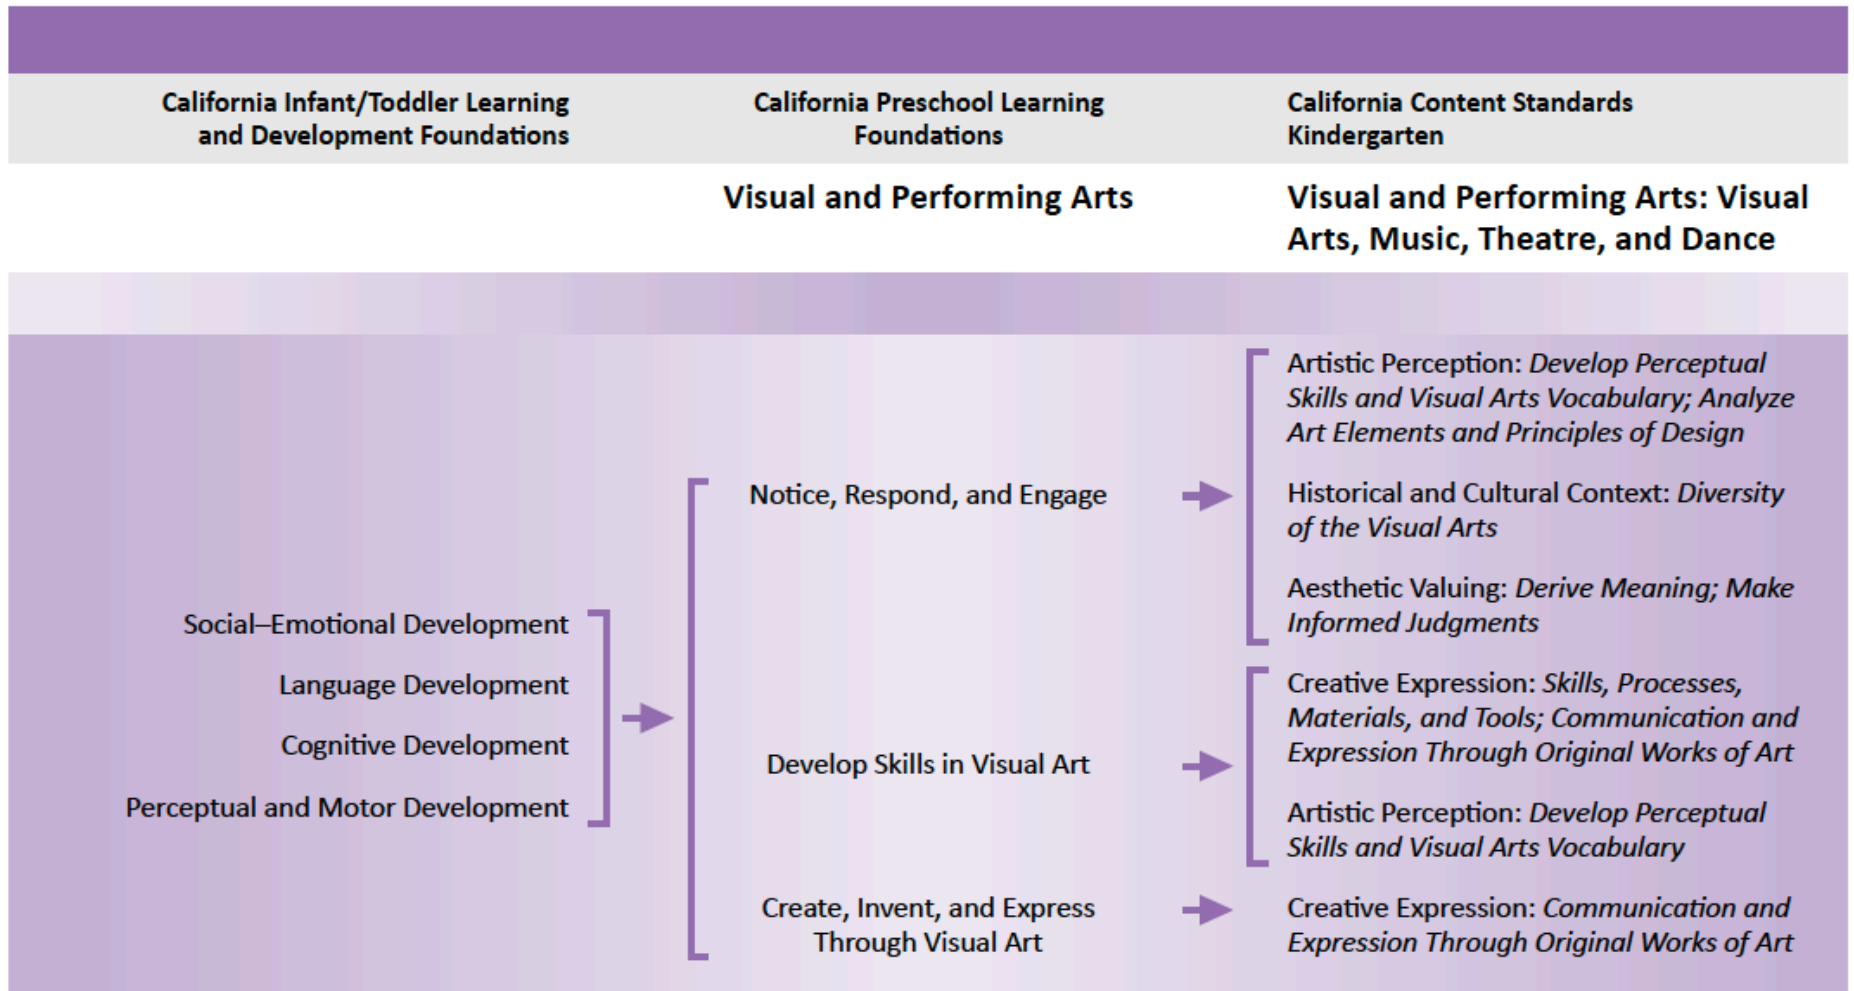 California Infant/Toddler Learning
and Development Foundations
California Preschool Learning
Foundations
California Content Standards
Kindergarten
Visual and Performing Arts
Visual and Performing Arts: Visual
Arts, Music, Theatre, and Dance
Social–Emotional Development
Language Development
Cognitive Development
Perceptual and Motor Development
Notice, Respond, and Engage
Develop Skills in Visual Art
Create, Invent, and Express
Through Visual Art
Artistic Perception: Develop Perceptual
Skills and Visual Arts Vocabulary; Analyze
Art Elements and Principles of Design
Historical and Cultural Context: Diversity
of the Visual Arts
Aesthetic Valuing: Derive Meaning; Make
Informed Judgments
Creative Expression: Skills, Processes,
Materials, and Tools; Communication and
Expression Through Original Works of Art
Artistic Perception: Develop Perceptual
Skills and Visual Arts Vocabulary
Creative Expression: Communication and
Expression Through Original Works of Art